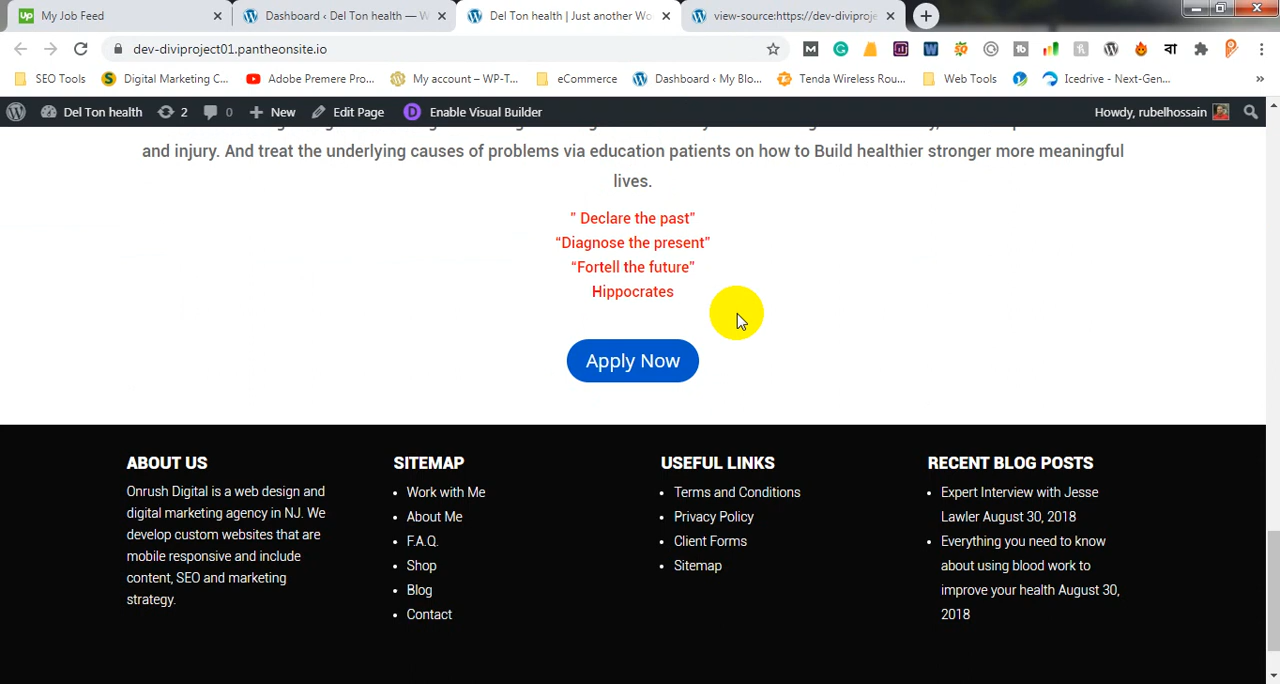 My Job Feed
Dashboard ‹ Del Ton health — W
Del Ton health | Just another Wo
view-source:https://dev-diviproje
dev-diviproject01.pantheonsite.io
SEO Tools
Digital Marketing C...
Adobe Premere Pro...
My account – WP-T...
eCommerce
Dashboard ‹ My Blo...
Tenda Wireless Rou...
Web Tools
Icedrive - Next-Gen...
Del Ton health
2
0
New
Edit Page
Enable Visual Builder
Howdy, rubelhossain
and injury. And treat the underlying causes of problems via education patients on how to Build healthier stronger more meaningful
lives.
" Declare the past"
“Diagnose the present”
“Fortell the future”
Hippocrates
Apply Now
ABOUT US
Onrush Digital is a web design and
digital marketing agency in NJ. We
develop custom websites that are
mobile responsive and include
content, SEO and marketing
strategy.
SITEMAP
Work with Me
About Me
F.A.Q.
Shop
Blog
Contact
USEFUL LINKS
Terms and Conditions
Privacy Policy
Client Forms
Sitemap
RECENT BLOG POSTS
Expert Interview with Jesse
Lawler August 30, 2018
Everything you need to know
about using blood work to
improve your health August 30,
2018